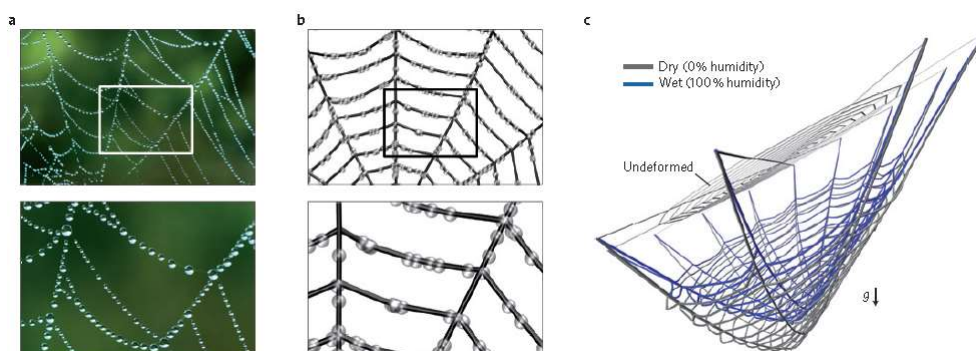 a
b
c
Dry (0% humidity)
Wet (100% humidity)
Undeformed
g